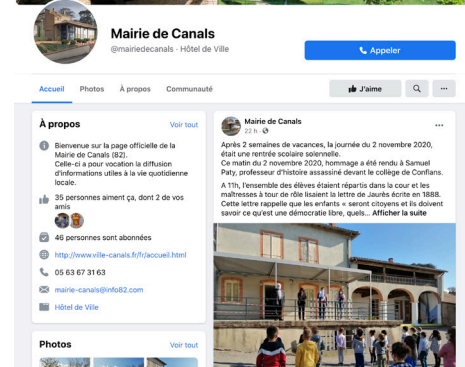 Mairie de Canals
@mairiedecanals · Hôtel de Ville
Appeler
Accueil Photos À propos Communauté
J'aime
À propos Voir tout
Bienvenue sur la page officielle de la
Mairie de Canals (82).
Celle-ci a pour vocation la diffusion
d'informations utiles à la vie quotidienne
locale.
35 personnes aiment ça, dont 2 de vos
amis
46 personnes sont abonnées
http://www.ville-canals.fr/fr/accueil.html
05 63 67 31 63
mairie-canals@info82.com
Hôtel de Ville
Photos Voir tout
Mairie de Canals
22 h ·
Après 2 semaines de vacances, la journée du 2 novembre 2020,
était une rentrée scolaire solennelle.
Ce matin du 2 novembre 2020, hommage a été rendu à Samuel
Paty, professeur d'histoire assassiné devant le collège de Conflans.
A 11h, l'ensemble des élèves étaient répartis dans la cour et les
maîtresses à tour de rôle lisaient la lettre de Jaurès écrite en 1888.
Cette lettre rappelle que les enfants « seront citoyens et ils doivent
savoir ce qu'est une démocratie libre, quels... Afficher la suite